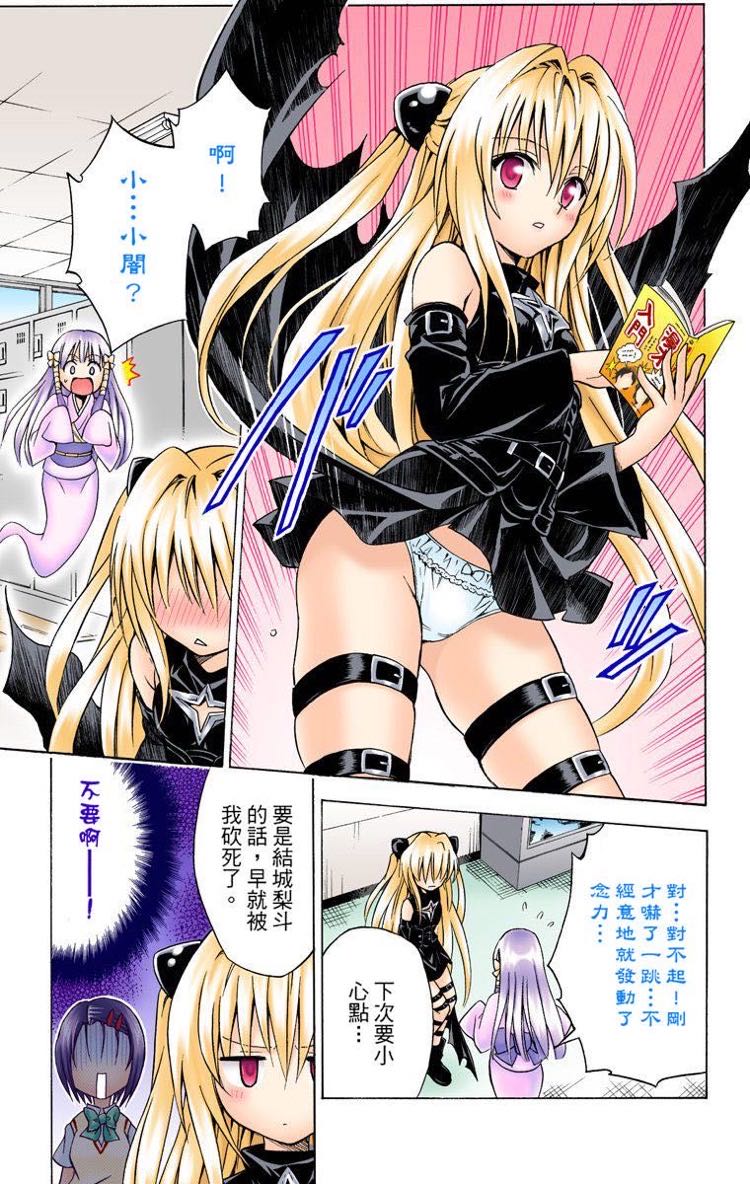 啊！
小…小闇？
漫才
入門
對…對不起！剛
才嚇了一跳…不
經意地就發動了
念力…
下次要小
心點…
要是結城梨斗
的話，早就被
我砍死了。
不要啊——！